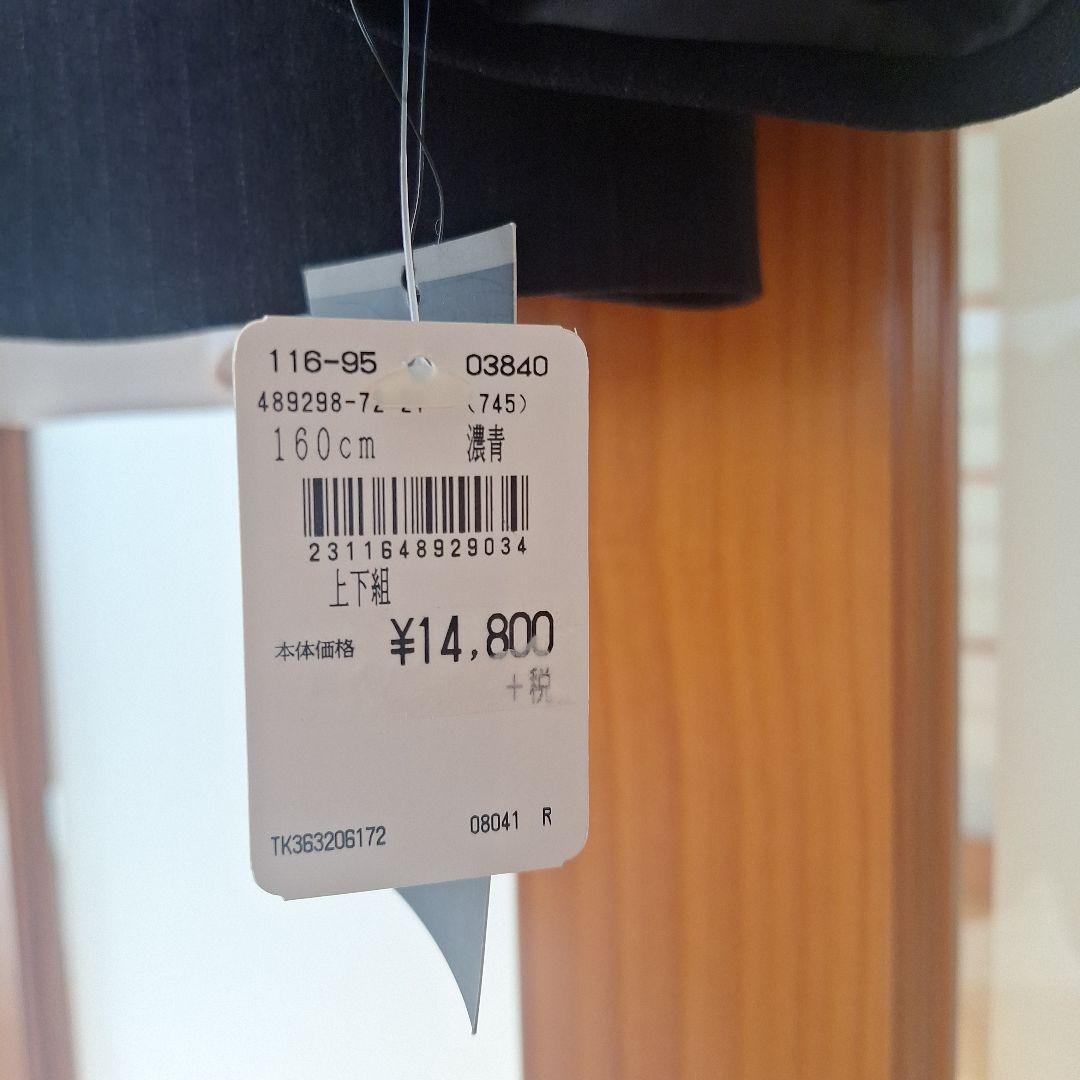 116-95 03840
489298-72 (745)
160cm 濃青
2311648929034
上下組
本体価格 ¥14,800
+税
TK363206172 08041 R